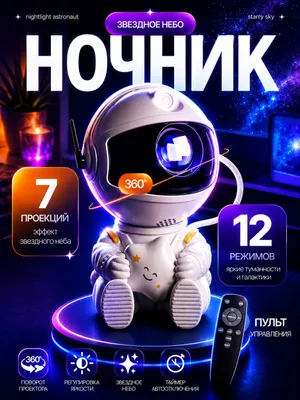 nightlight astronaut
starry sky
ЗВЕЗДНОЕ НЕБО
НОЧНИК
360°
7
ПРОЕКЦИЙ
эффект
звездного неба
12
РЕЖИМОВ
яркие туманности
и галактики
ПУЛЬТ
УПРАВЛЕНИЯ
360°
ПОВОРОТ
ПРОЕКТОРА
РЕГУЛИРОВКА
ЯРКОСТИ
ЗВЕЗДНОЕ
НЕБО
ТАЙМЕР
АВТООТКЛЮЧЕНИЯ